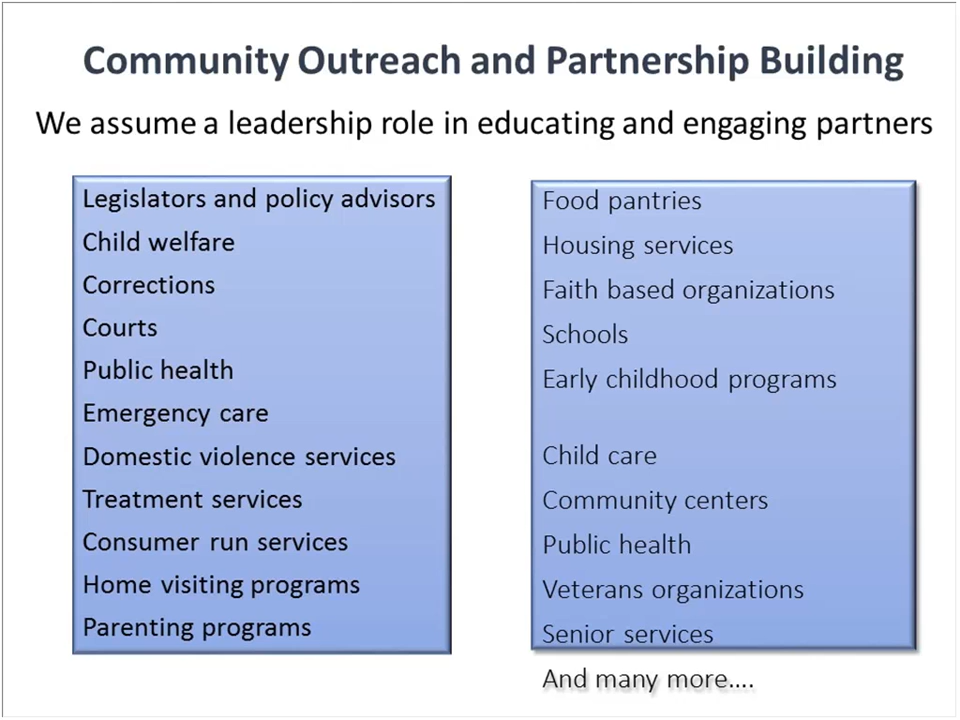 Community Outreach and Partnership Building
We assume a leadership role in educating and engaging partners
Legislators and policy advisors
Child welfare
Corrections
Courts
Public health
Emergency care
Domestic violence services
Treatment services
Consumer run services
Home visiting programs
Parenting programs
Food pantries
Housing services
Faith based organizations
Schools
Early childhood programs
Child care
Community centers
Public health
Veterans organizations
Senior services
And many more….